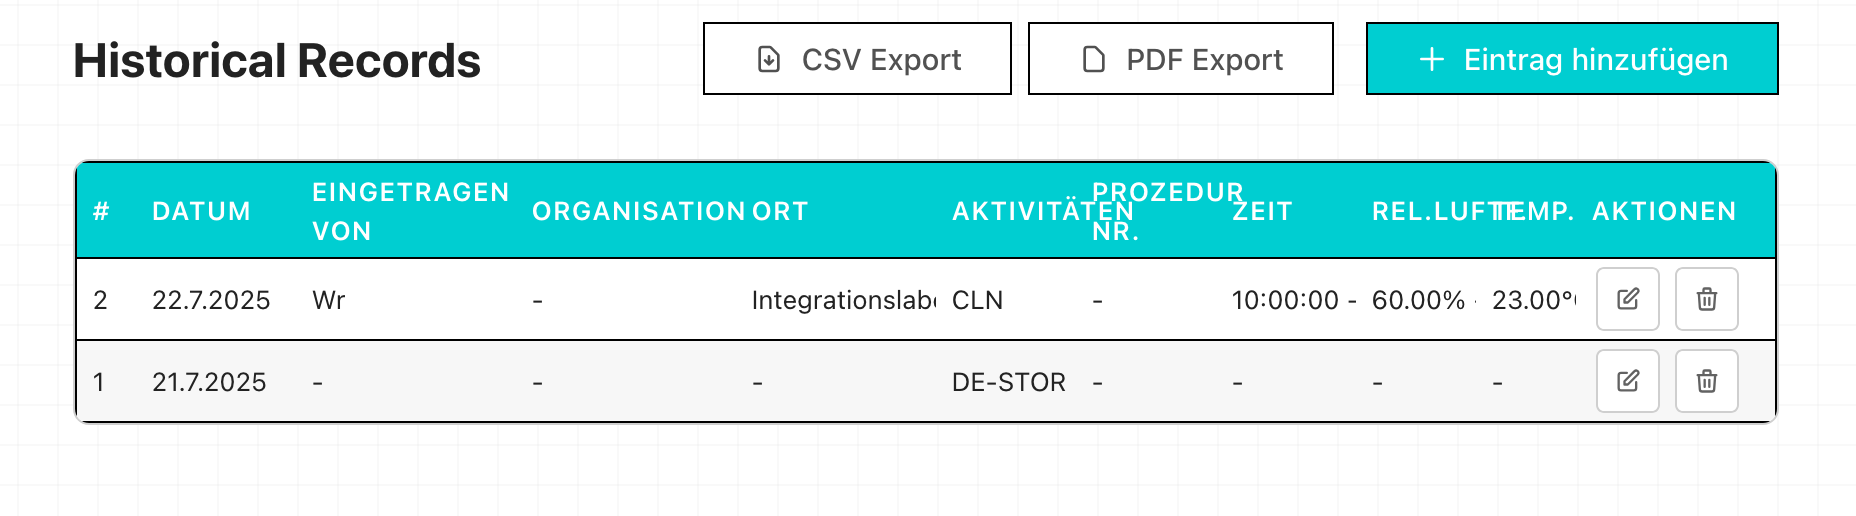 Historical Records
CSV Export
PDF Export
Eintrag hinzufügen
# DATUM EINGETRAGEN VON ORGANISATION ORT AKTIVITÄTEN PROZEDUR NR. ZEIT REL.LUFTF TEMP. AKTIONEN
2 22.7.2025 Wr - Integrationslab CLN - 10:00:00 - 60.00% 23.00°
1 21.7.2025 - - - DE-STOR - - - -